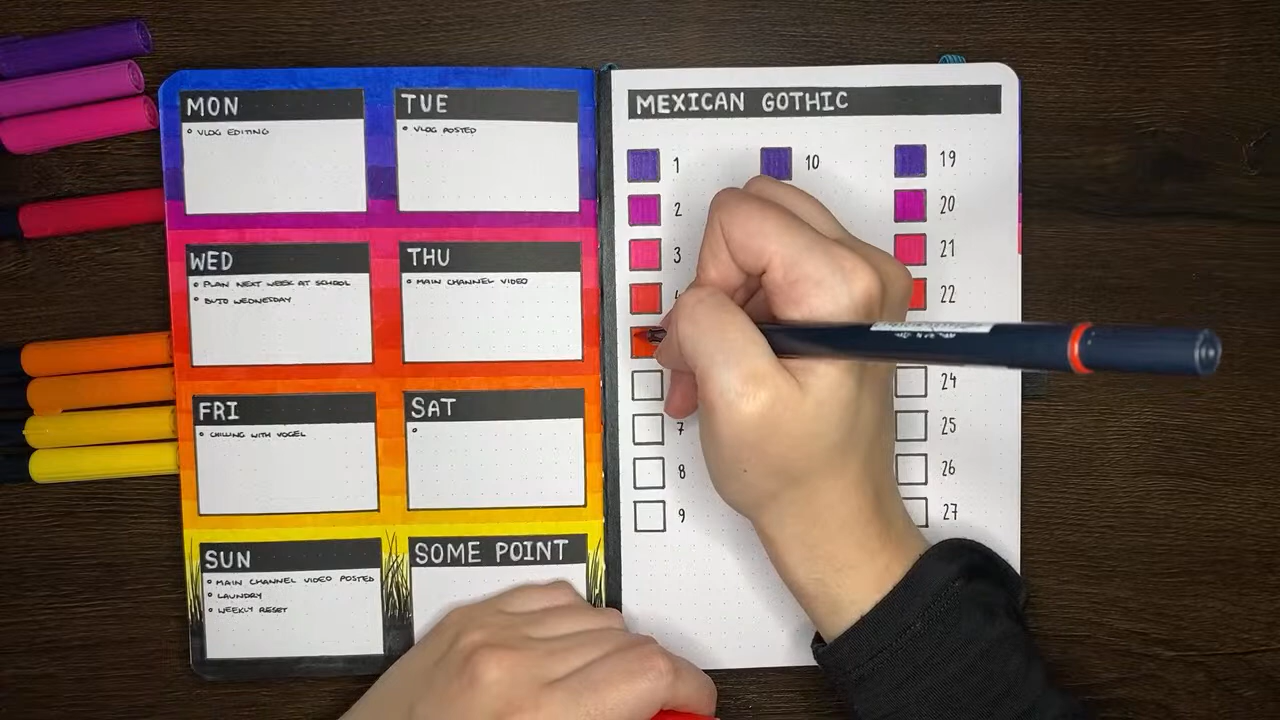 MON
VLOG EDITING
TUE
VLOG POSTED
WED
PLAN NEXT WEEK AT SCHOOL
BUJO WEDNESDAY
THU
MAIN CHANNEL VIDEO
FRI
CHILLING WITH VOGEL
SAT
SUN
MAIN CHANNEL VIDEO POSTED
LAUNDRY
WEEKLY RESET
SOME POINT
MEXICAN GOTHIC
1 10 19
2 20
3 21
4 22
24
7 25
8 26
9 27